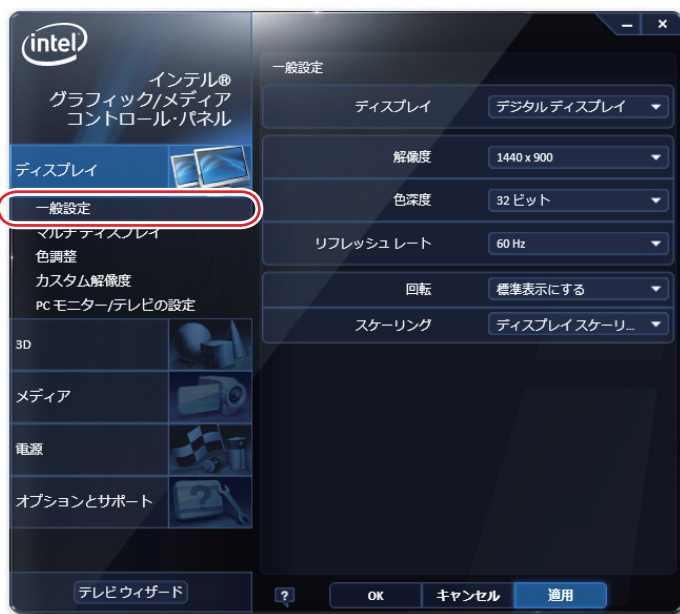 intel
インテル®
グラフィック/メディア
コントロール・パネル
ディスプレイ
一般設定
マルチ ディスプレイ
色調整
カスタム解像度
PC モニター/テレビの設定
3D
メディア
電源
オプションとサポート
テレビ ウィザード
一般設定
ディスプレイ デジタル ディスプレイ
解像度 1440 x 900
色深度 32 ビット
リフレッシュ レート 60 Hz
回転 標準表示にする
スケーリング ディスプレイ スケーリ...
? OK キャンセル 適用